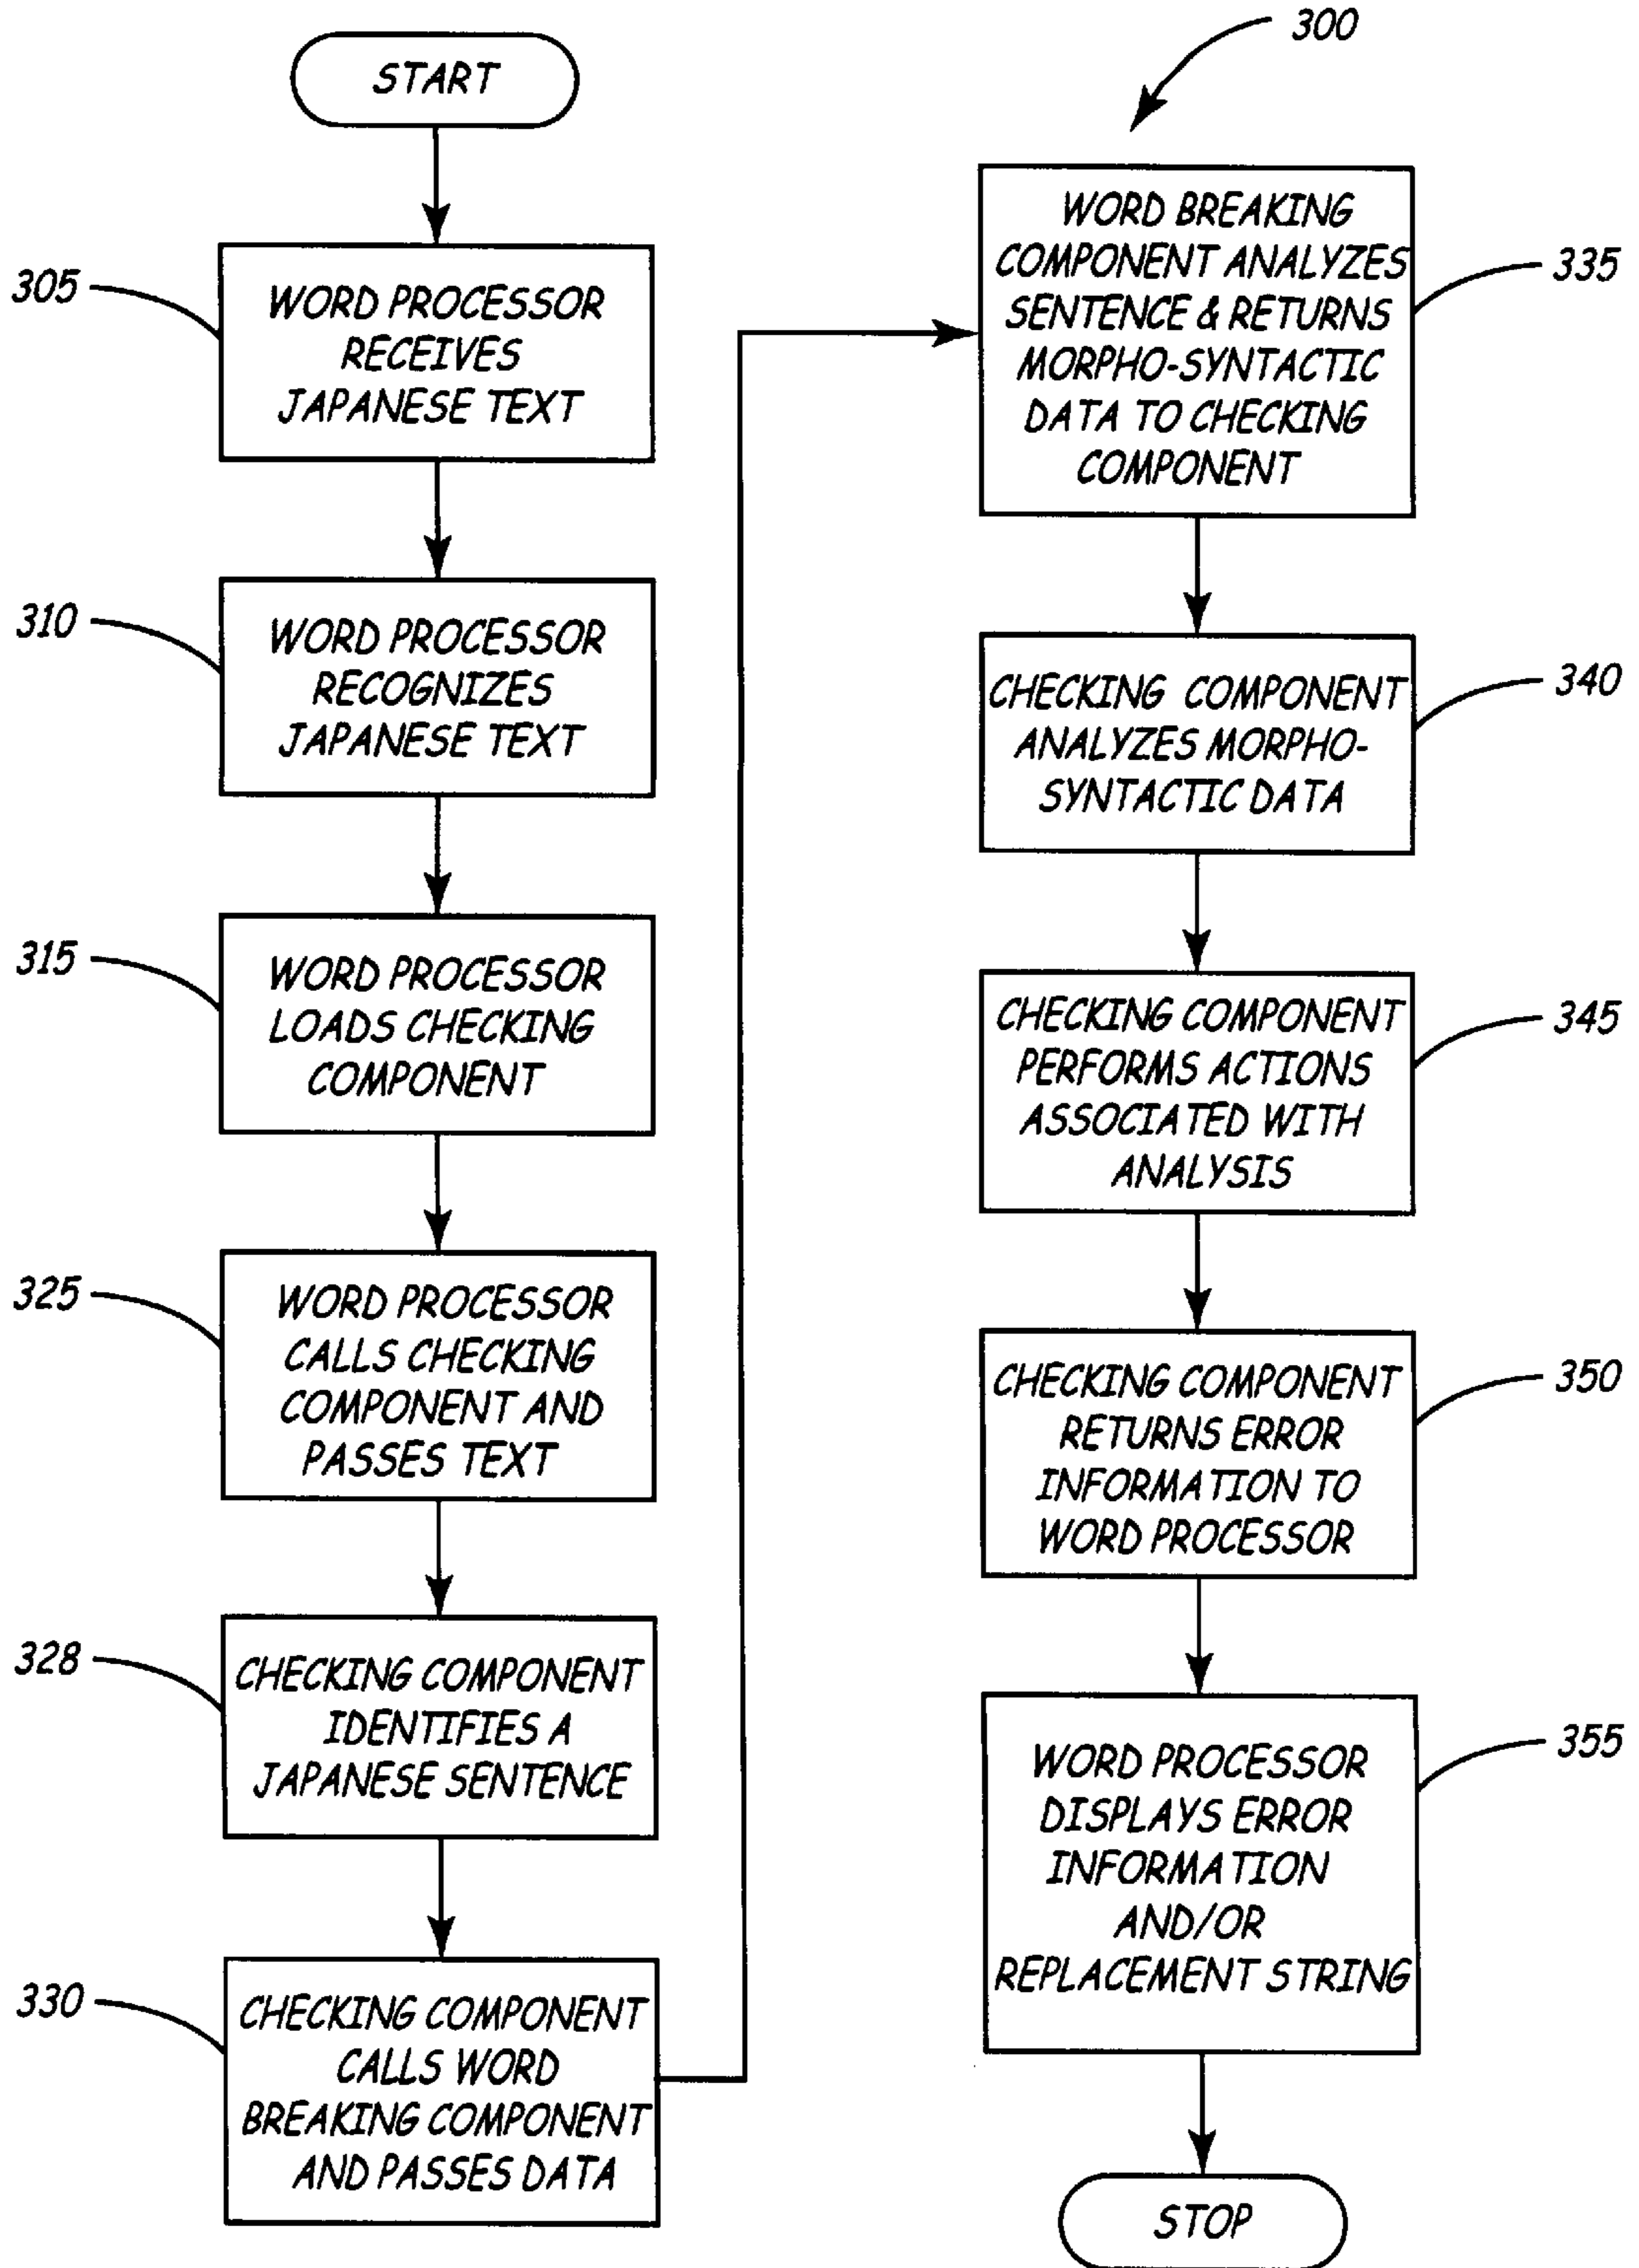 START
305
WORD PROCESSOR
RECEIVES
JAPANESE TEXT
310
WORD PROCESSOR
RECOGNIZES
JAPANESE TEXT
315
WORD PROCESSOR
LOADS CHECKING
COMPONENT
325
WORD PROCESSOR
CALLS CHECKING
COMPONENT AND
PASSES TEXT
328
CHECKING COMPONENT
IDENTIFIES A
JAPANESE SENTENCE
330
CHECKING COMPONENT
CALLS WORD
BREAKING COMPONENT
AND PASSES DATA
300
WORD BREAKING
COMPONENT ANALYZES
SENTENCE & RETURNS
MORPHO-SYNTACTIC
DATA TO CHECKING
COMPONENT
335
CHECKING COMPONENT
ANALYZES MORPHO-
SYNTACTIC DATA
340
CHECKING COMPONENT
PERFORMS ACTIONS
ASSOCIATED WITH
ANALYSIS
345
CHECKING COMPONENT
RETURNS ERROR
INFORMATION TO
WORD PROCESSOR
350
WORD PROCESSOR
DISPLAYS ERROR
INFORMATION
AND/OR
REPLACEMENT STRING
355
STOP